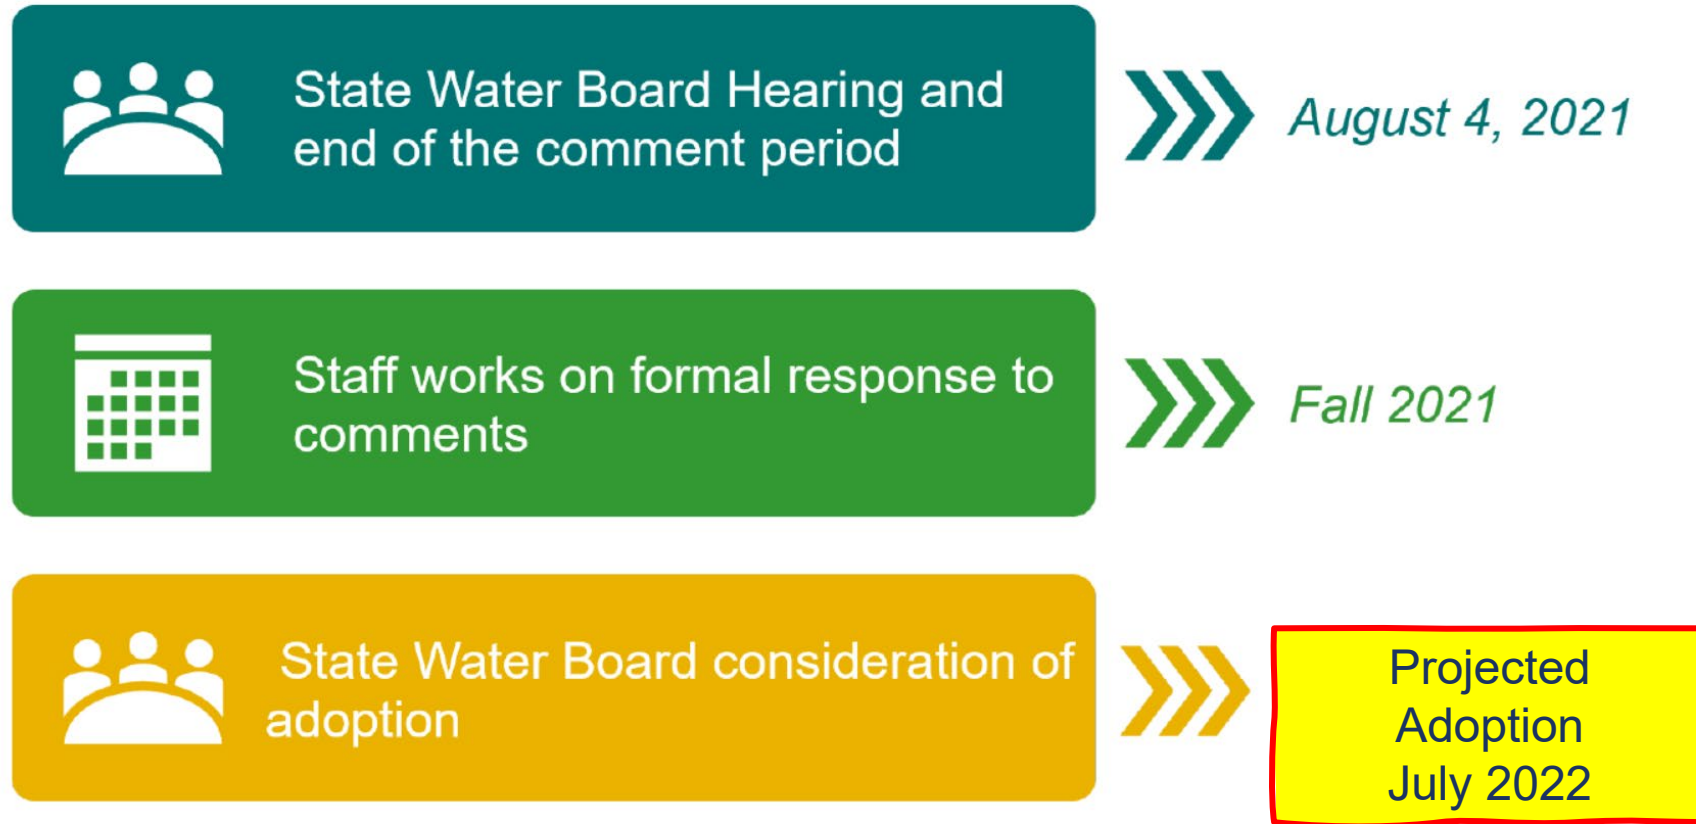 State Water Board Hearing and
end of the comment period
August 4, 2021
Staff works on formal response to
comments
Fall 2021
State Water Board consideration of
adoption
Projected
Adoption
July 2022